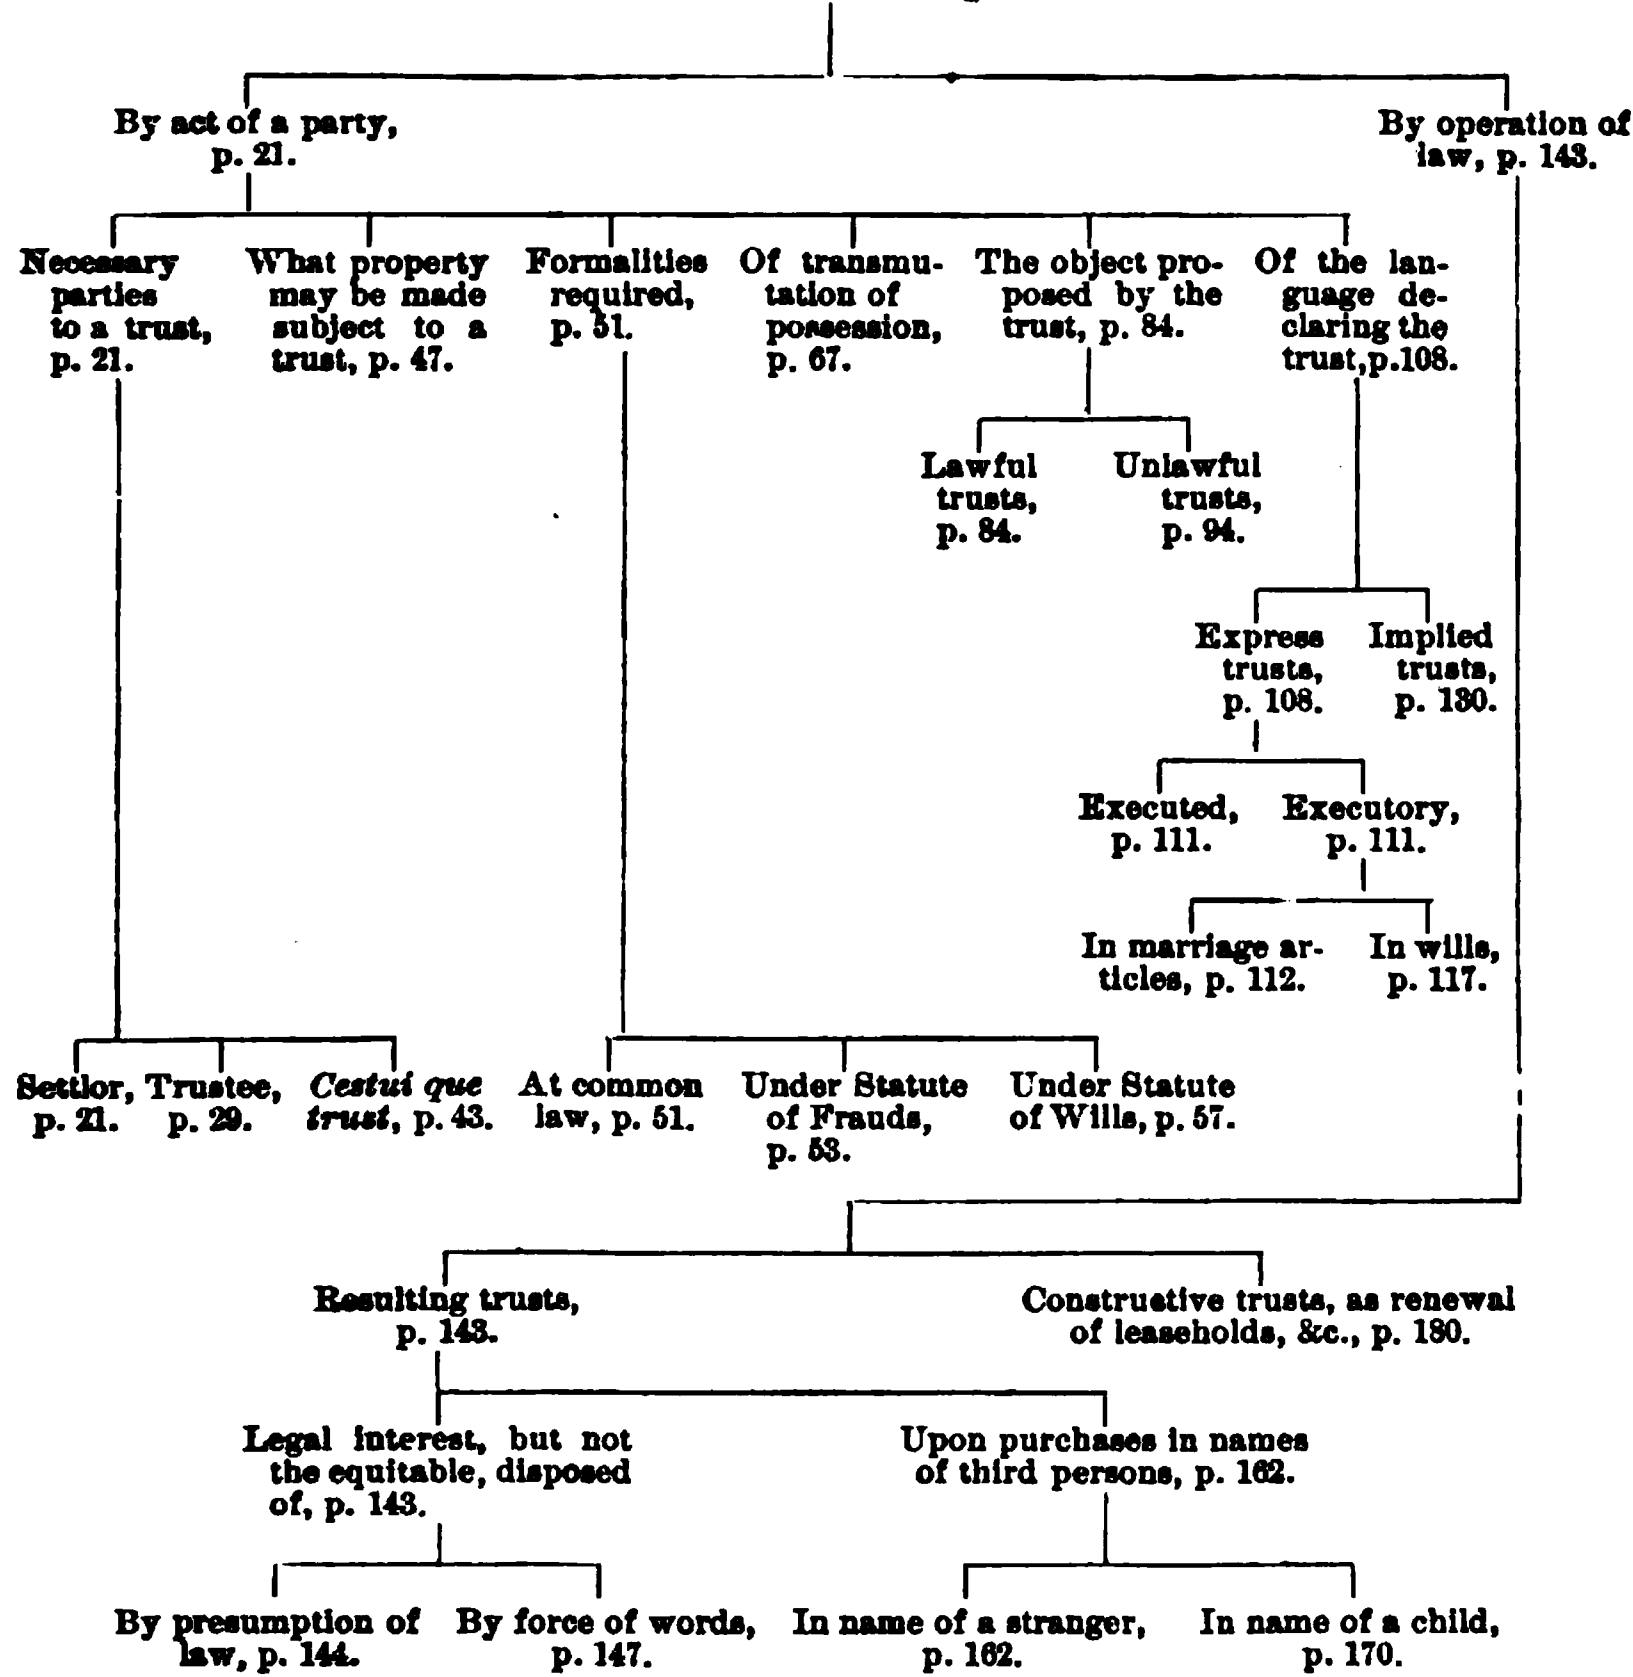 By act of a party,
p. 21.
By operation of
law, p. 143.
Necessary
parties
to a trust,
p. 21.
What property
may be made
subject to a
trust, p. 47.
Formalities
required,
p. 51.
Of transmu-
tation of
possession,
p. 67.
The object pro-
posed by the
trust, p. 84.
Of the lan-
guage de-
claring the
trust, p. 108.
Lawful
trusts,
p. 84.
Unlawful
trusts,
p. 94.
Express
trusts,
p. 108.
Implied
trusts,
p. 130.
Executed,
p. 111.
Executory,
p. 111.
In marriage ar-
ticles, p. 112.
In wills,
p. 117.
Settlor,
p. 21.
Trustee,
p. 29.
Cestui que
trust, p. 43.
At common
law, p. 51.
Under Statute
of Frauds,
p. 53.
Under Statute
of Wills, p. 57.
Resulting trusts,
p. 143.
Constructive trusts, as renewal
of leaseholds, &c., p. 180.
Legal interest, but not
the equitable, disposed
of, p. 143.
Upon purchases in names
of third persons, p. 162.
By presumption of
law, p. 144.
By force of words,
p. 147.
In name of a stranger,
p. 162.
In name of a child,
p. 170.